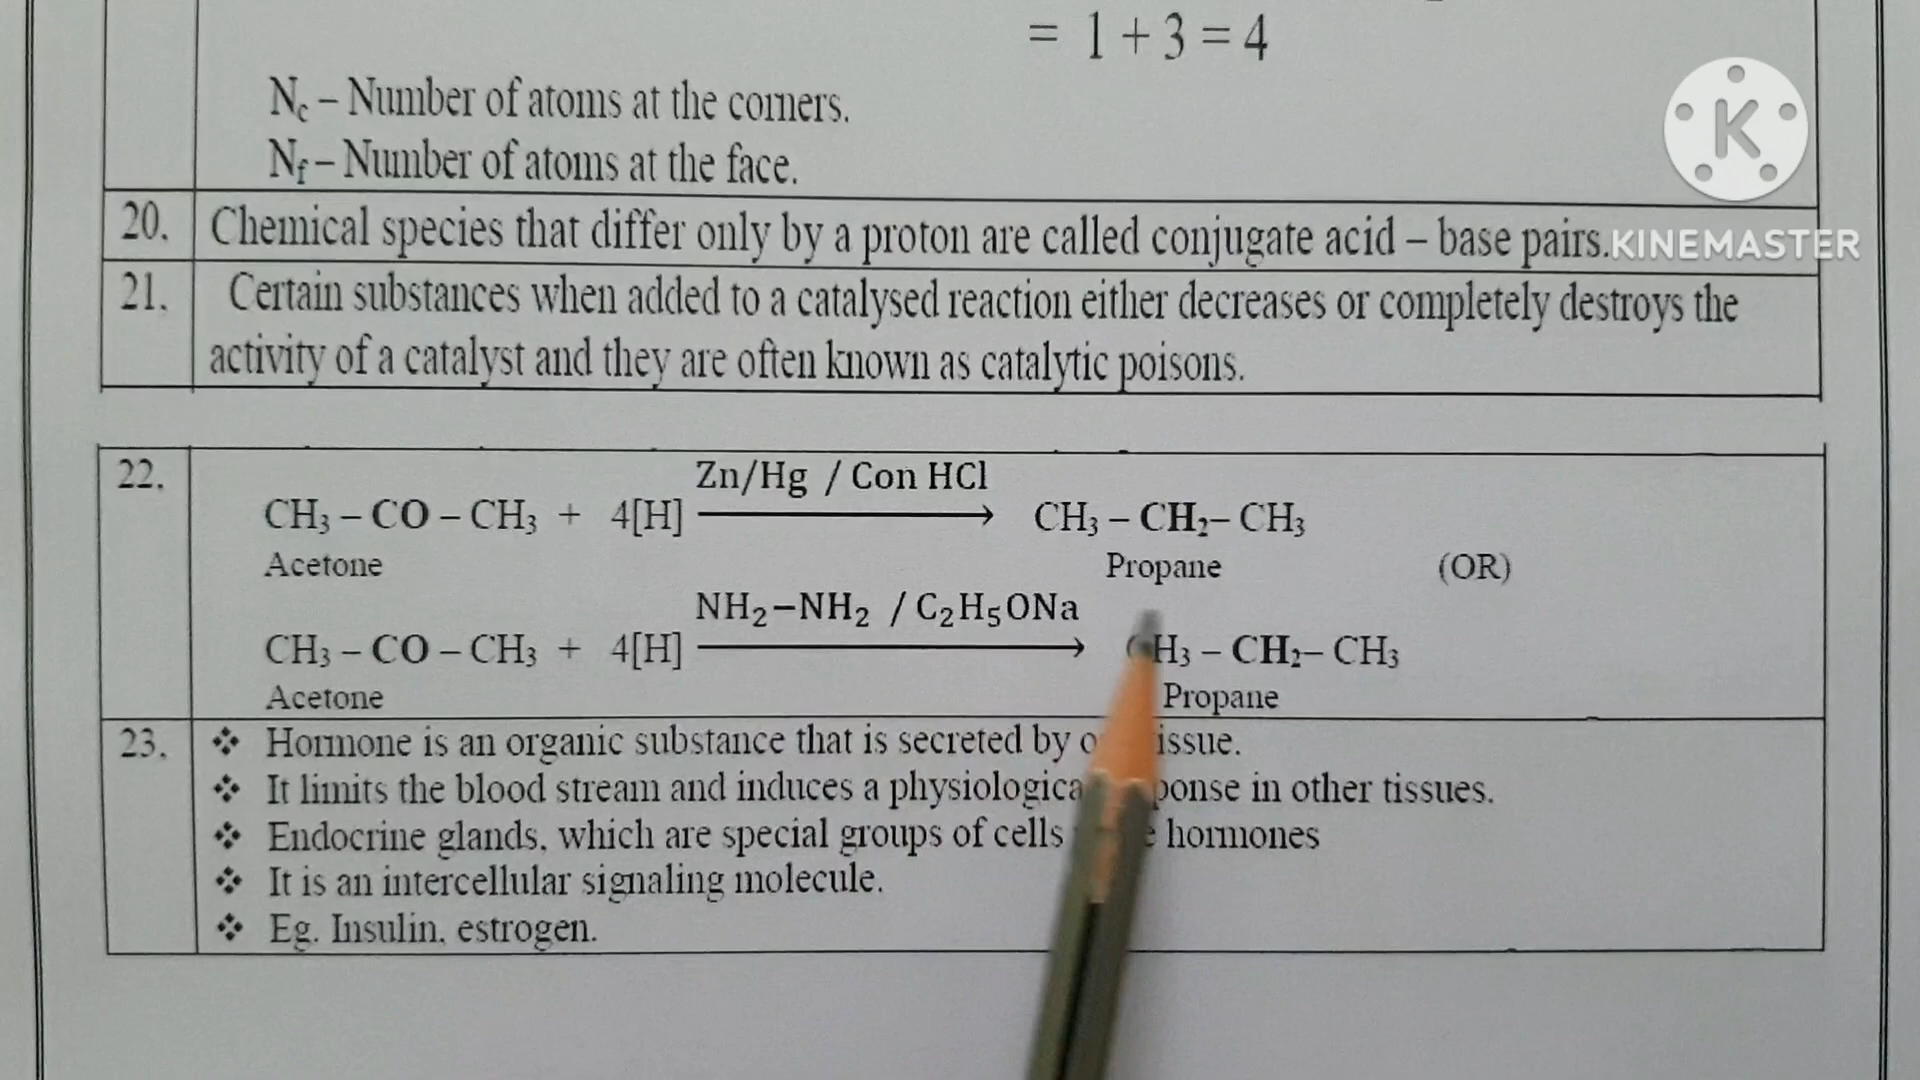 = 1 + 3 = 4
N꜀ – Number of atoms at the corners.
N_f – Number of atoms at the face.
K
KINEMASTER
20. Chemical species that differ only by a proton are called conjugate acid – base pairs.
21. Certain substances when added to a catalysed reaction either decreases or completely destroys the
activity of a catalyst and they are often known as catalytic poisons.
22. Zn/Hg / Con HCl
CH₃ – CO – CH₃ + 4[H] ⟶ CH₃ – CH₂– CH₃
Acetone Propane (OR)
NH₂−NH₂ / C₂H₅ONa
CH₃ – CO – CH₃ + 4[H] ⟶ CH₃ – CH₂– CH₃
Acetone Propane
23. ❖ Hormone is an organic substance that is secreted by
❖ It limits the blood stream and induces a physiological in other tissues.
❖ Endocrine glands, which are special groups of cells hormones
❖ It is an intercellular signaling molecule.
❖ Eg. Insulin, estrogen.